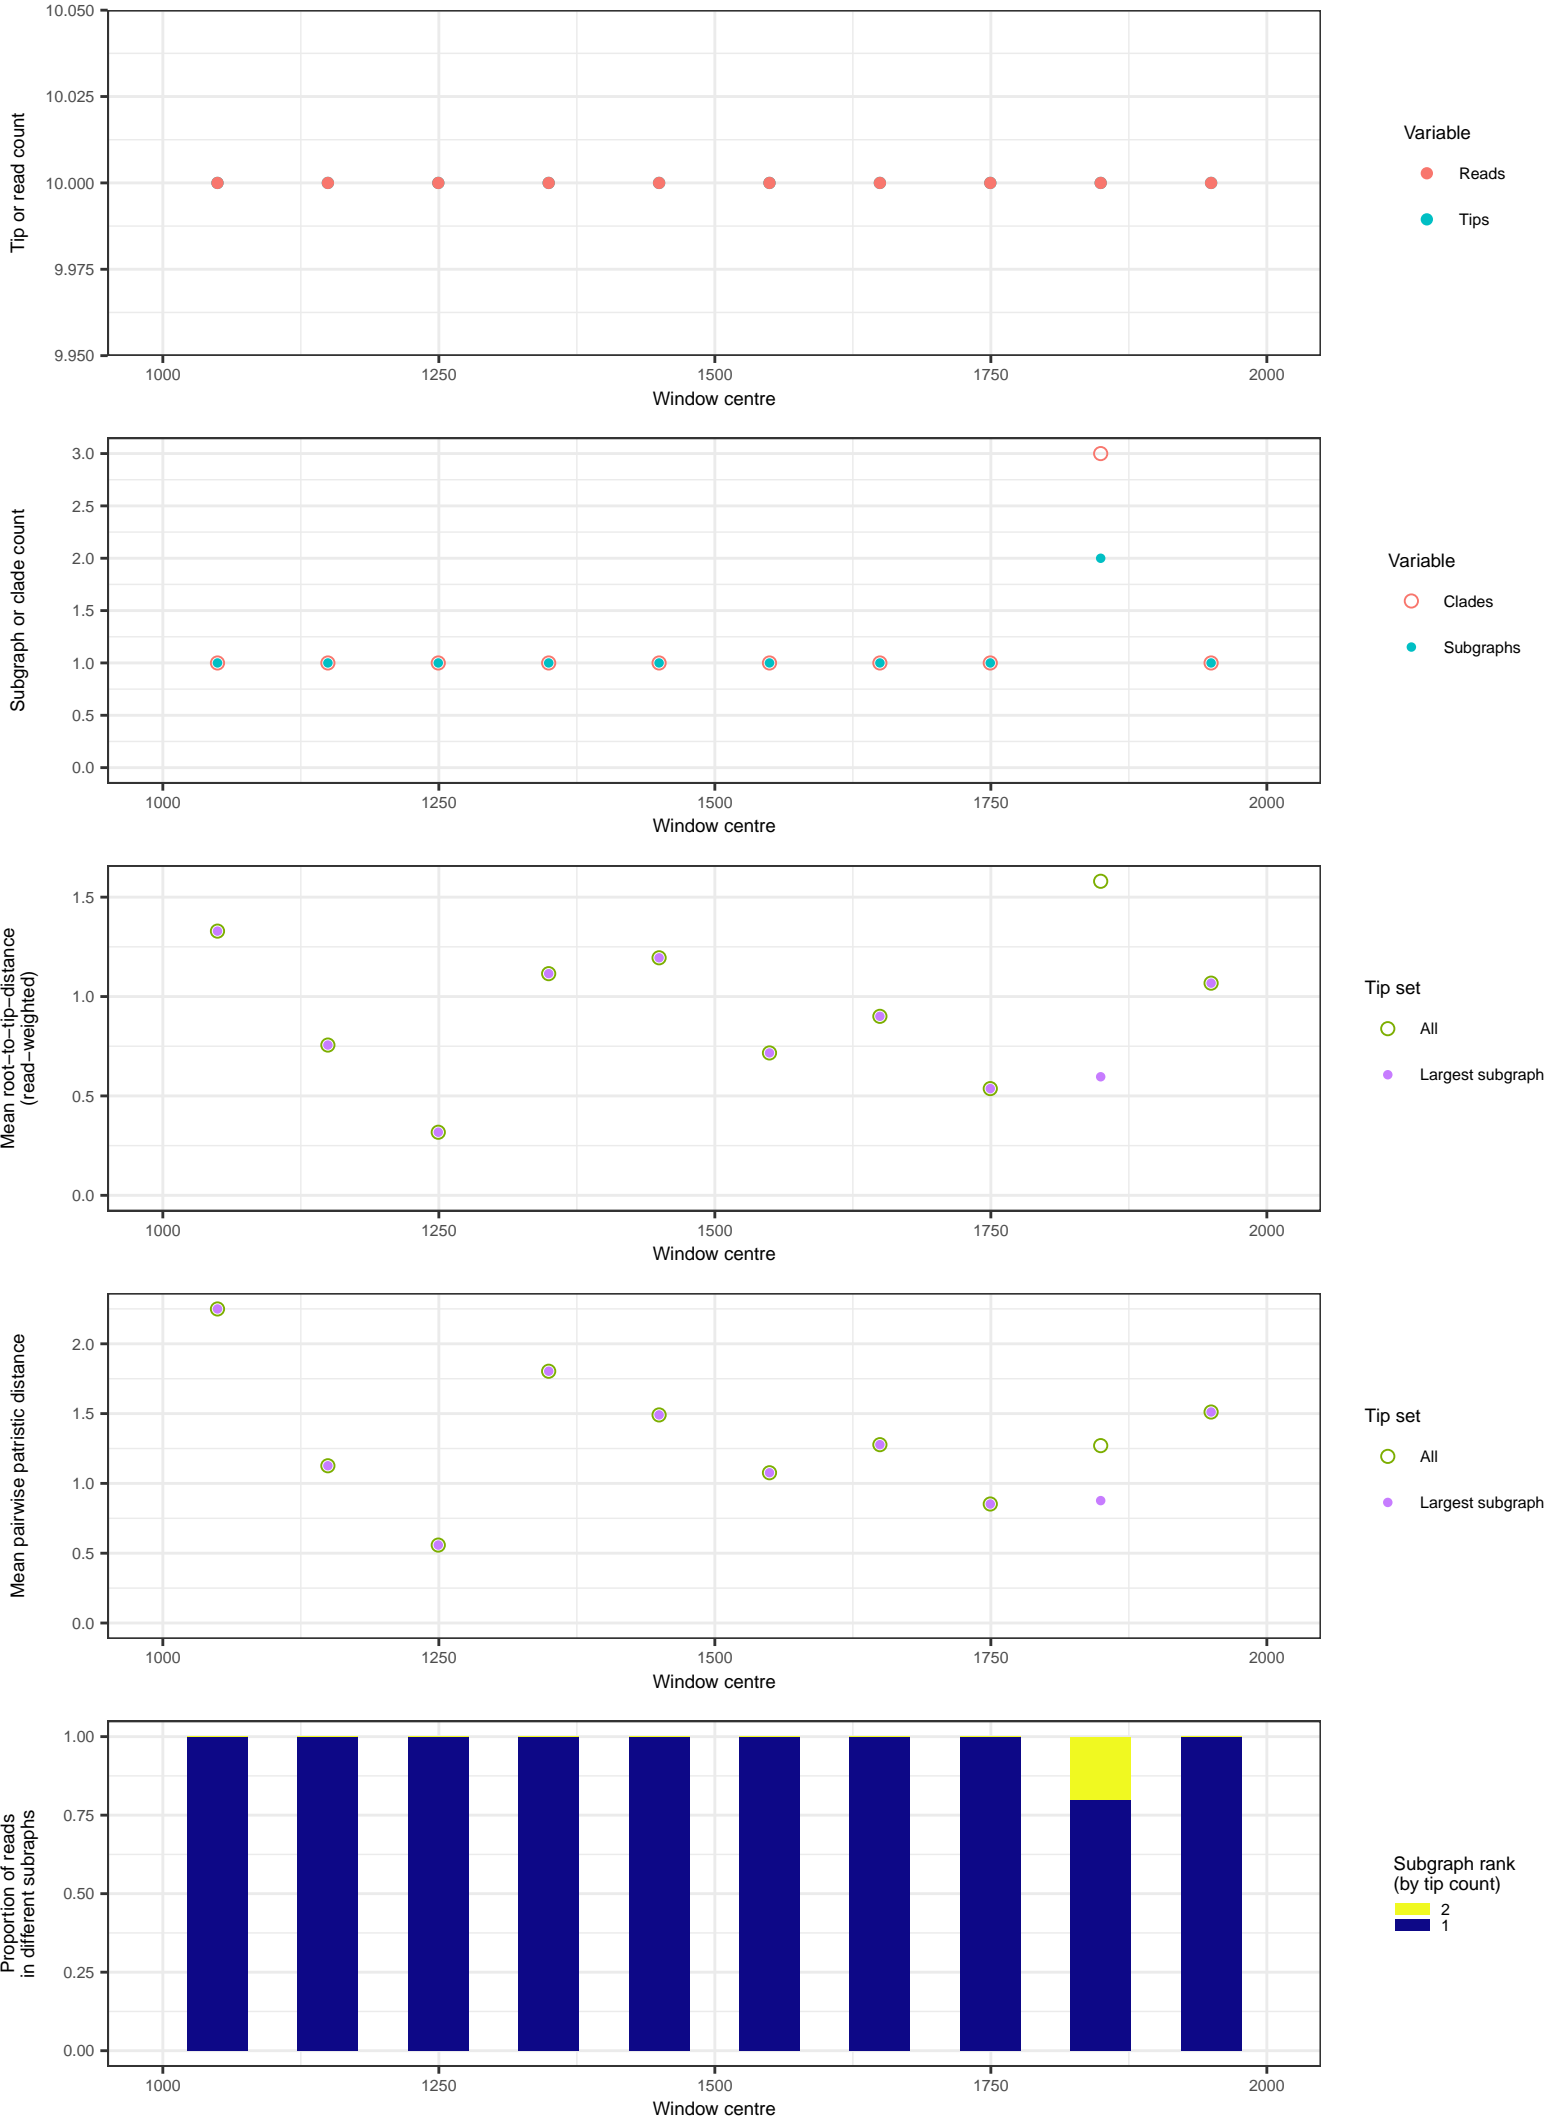 10.050
10.025
10.000
9.975
9.950
Tip or read count
1000 1250 1500 1750 2000
Window centre
Variable
Reads
Tips
3.0
2.5
2.0
1.5
1.0
0.5
0.0
Subgraph or clade count
1000 1250 1500 1750 2000
Window centre
Variable
Clades
Subgraphs
1.5
1.0
0.5
0.0
Mean root−to−tip−distance
(read−weighted)
1000 1250 1500 1750 2000
Window centre
Tip set
All
Largest subgraph
2.0
1.5
1.0
0.5
0.0
Mean pairwise patristic distance
1000 1250 1500 1750 2000
Window centre
Tip set
All
Largest subgraph
1.00
0.75
0.50
0.25
0.00
Proportion of reads
in different subraphs
1000 1250 1500 1750 2000
Window centre
Subgraph rank
(by tip count)
2
1